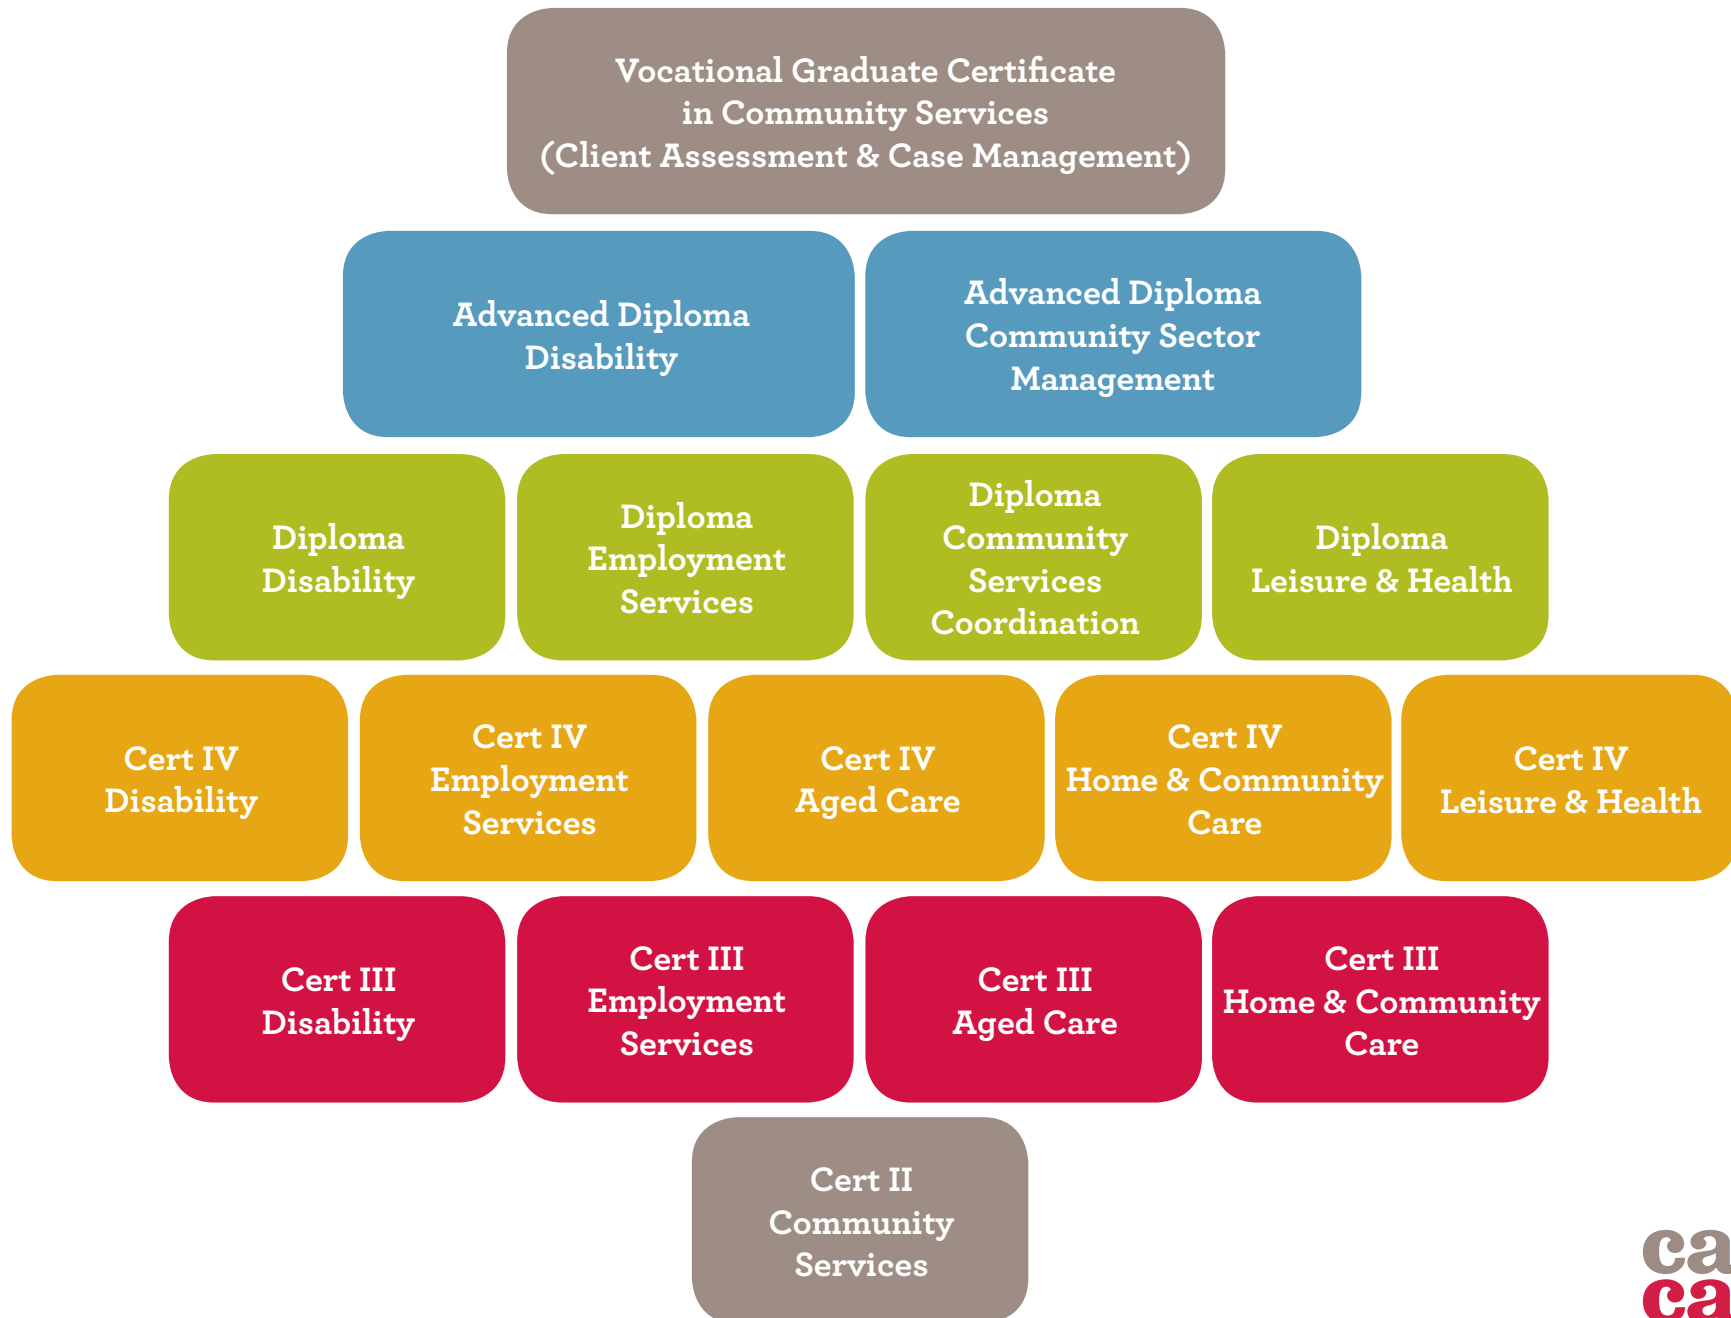 Vocational Graduate Certificate
in Community Services
(Client Assessment & Case Management)
Advanced Diploma
Disability
Advanced Diploma
Community Sector
Management
Diploma
Disability
Diploma
Employment
Services
Diploma
Community
Services
Coordination
Diploma
Leisure & Health
Cert IV
Disability
Cert IV
Employment
Services
Cert IV
Aged Care
Cert IV
Home & Community
Care
Cert IV
Leisure & Health
Cert III
Disability
Cert III
Employment
Services
Cert III
Aged Care
Cert III
Home & Community
Care
Cert II
Community
Services
ca
ca